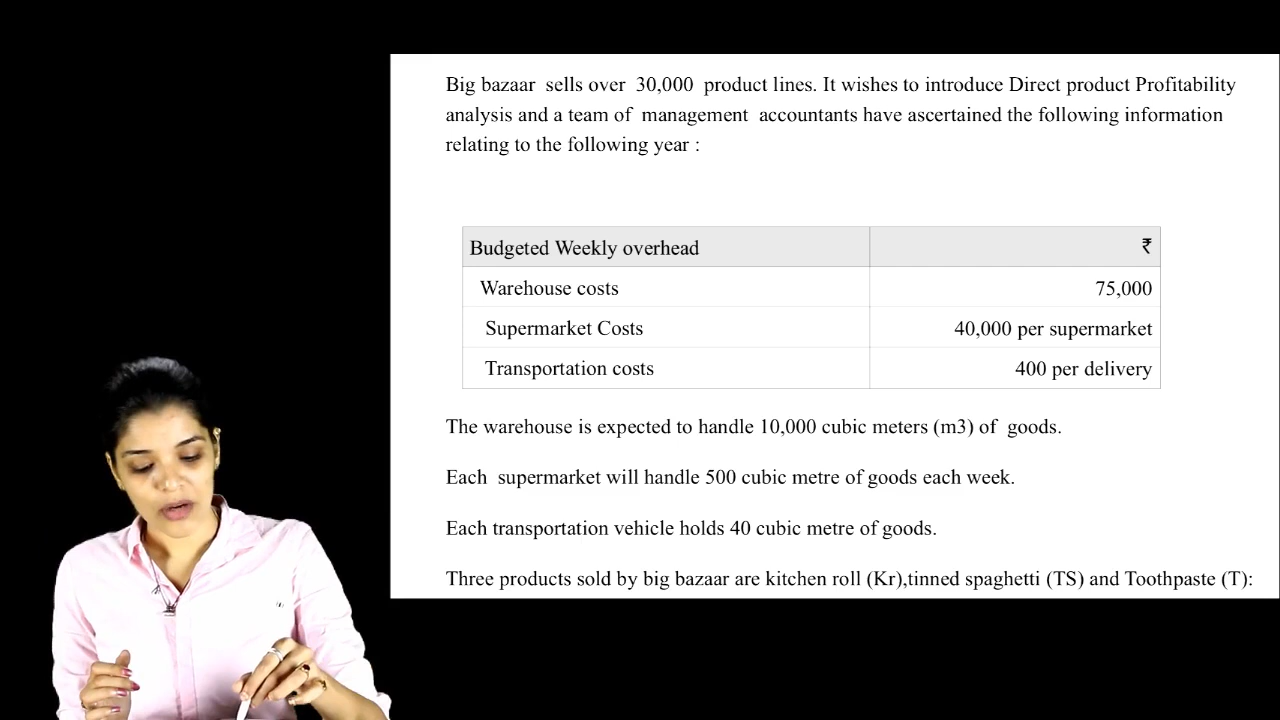 Big bazaar sells over 30,000 product lines. It wishes to introduce Direct product Profitability
analysis and a team of management accountants have ascertained the following information
relating to the following year :
Budgeted Weekly overhead ₹
Warehouse costs 75,000
Supermarket Costs 40,000 per supermarket
Transportation costs 400 per delivery
The warehouse is expected to handle 10,000 cubic meters (m3) of goods.
Each supermarket will handle 500 cubic metre of goods each week.
Each transportation vehicle holds 40 cubic metre of goods.
Three products sold by big bazaar are kitchen roll (Kr),tinned spaghetti (TS) and Toothpaste (T):